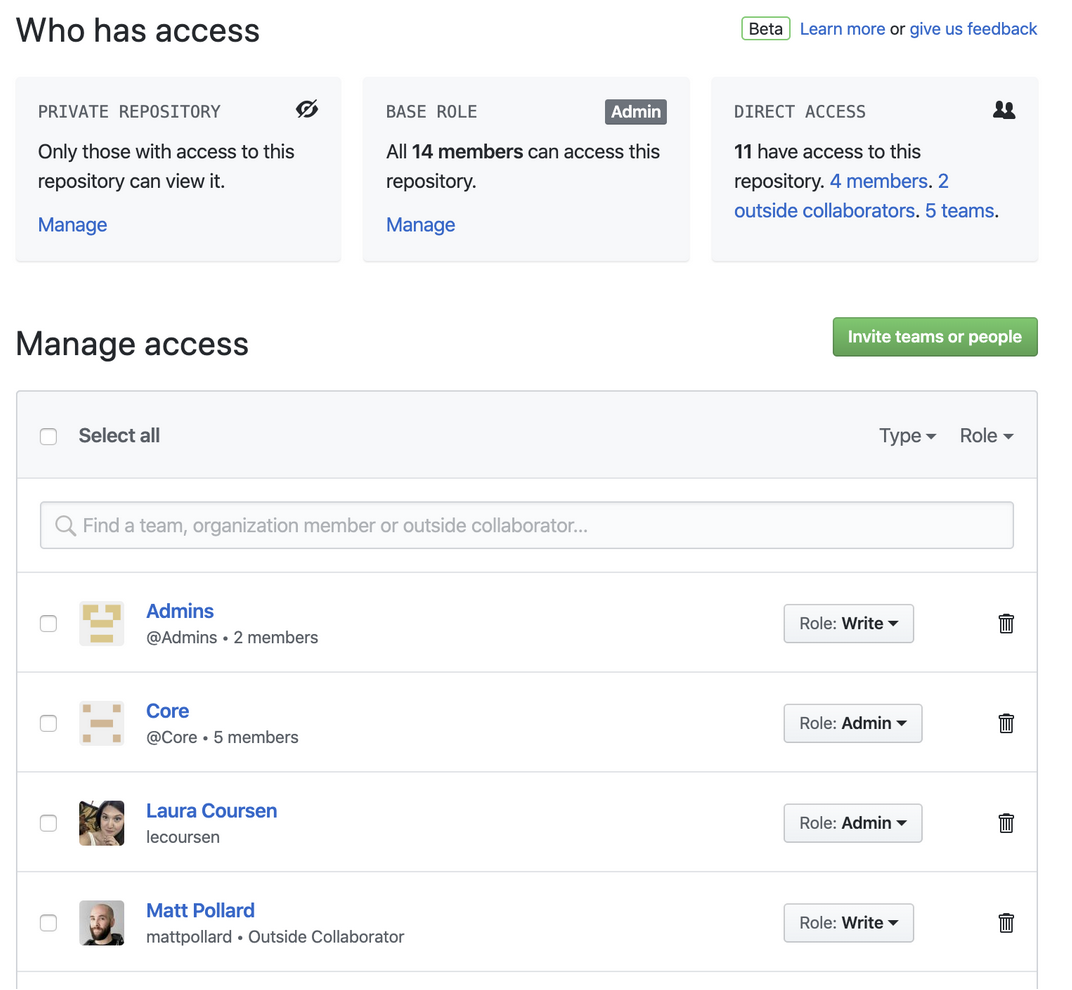 Who has access
Beta Learn more or give us feedback
PRIVATE REPOSITORY
Only those with access to this
repository can view it.
Manage
BASE ROLE Admin
All 14 members can access this
repository.
Manage
DIRECT ACCESS
11 have access to this
repository. 4 members. 2
outside collaborators. 5 teams.
Manage access
Invite teams or people
Select all
Type Role
Find a team, organization member or outside collaborator...
Admins
@Admins • 2 members
Role: Write
Core
@Core • 5 members
Role: Admin
Laura Coursen
lecoursen
Role: Admin
Matt Pollard
mattpollard • Outside Collaborator
Role: Write